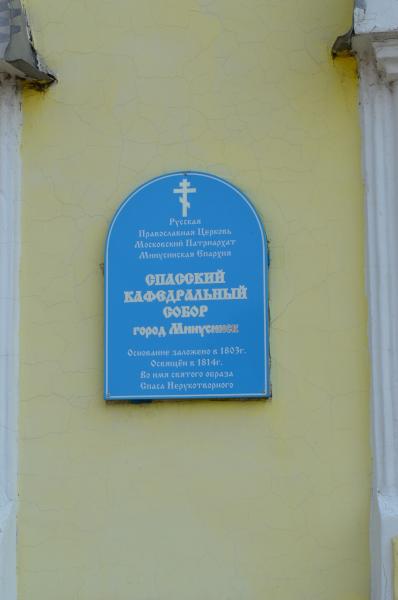 Русская
Православная Церковь
Московский Патриархат
Минусинская Епархия
СПАССКИЙ
КАФЕДРАЛЬНЫЙ
СОБОР
город Минусинск
Основание заложено в 1803г.
Освящён в 1814г.
Во имя святого образа
Спаса Нерукотворного